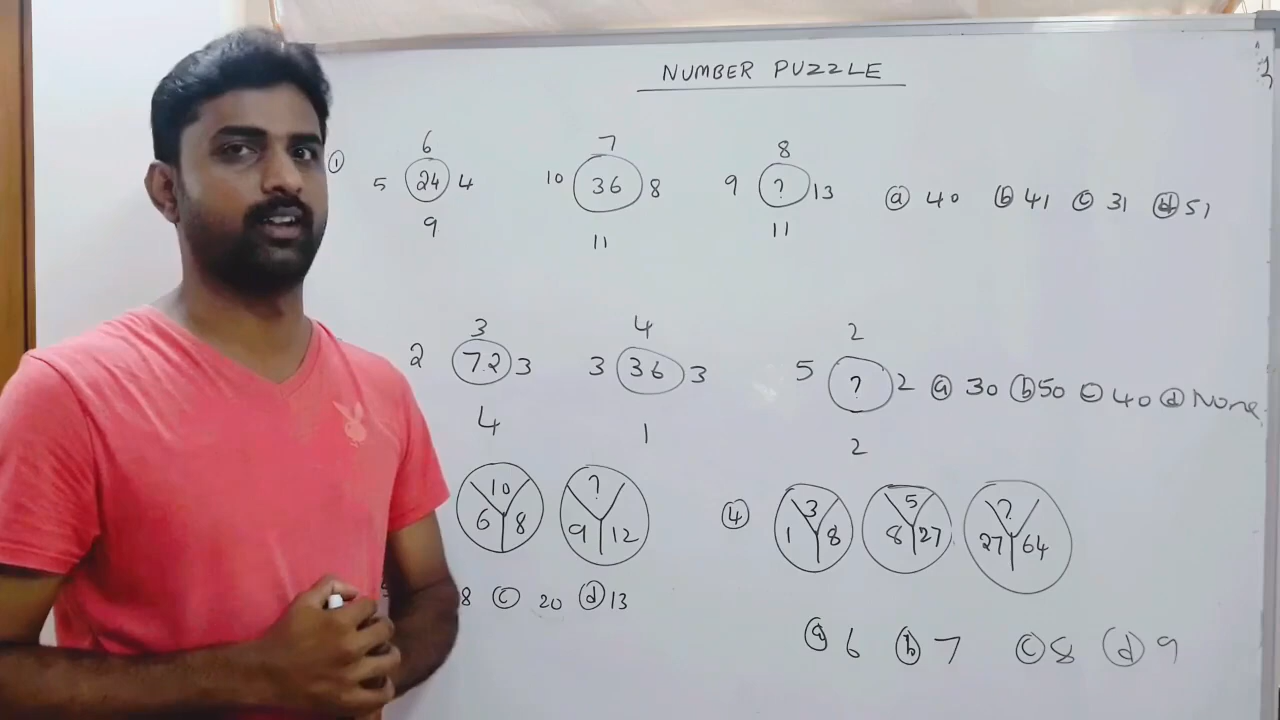 NUMBER PUZZLE
① 6 7 8
5 24 4 10 36 8 9 ? 13 ⓐ 40 ⓑ 41 ⓒ 31 ⓓ 51
9 11 11
3 4 2
2 72 3 3 36 3 5 ? 2 ⓐ 30 ⓑ 50 ⓒ 40 ⓓ None
4 1 2
10 ? ④ 3 5 ?
6 8 9 12 1 8 8 27 27 64
8 ⓒ 20 ⓓ 13
ⓐ 6 ⓑ 7 ⓒ 8 ⓓ 9